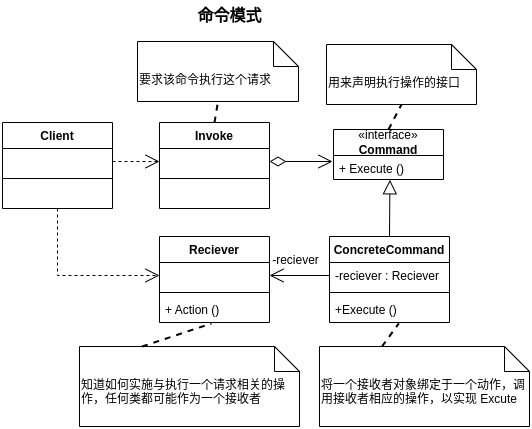 命令模式
要求该命令执行这个请求
用来声明执行操作的接口
Client
Invoke
«interface»
Command
+ Execute ()
Reciever
+ Action ()
-reciever
ConcreteCommand
-reciever : Reciever
+Execute ()
知道如何实施与执行一个请求相关的操
作，任何类都可能作为一个接收者
将一个接收者对象绑定于一个动作，调
用接收者相应的操作，以实现 Excute